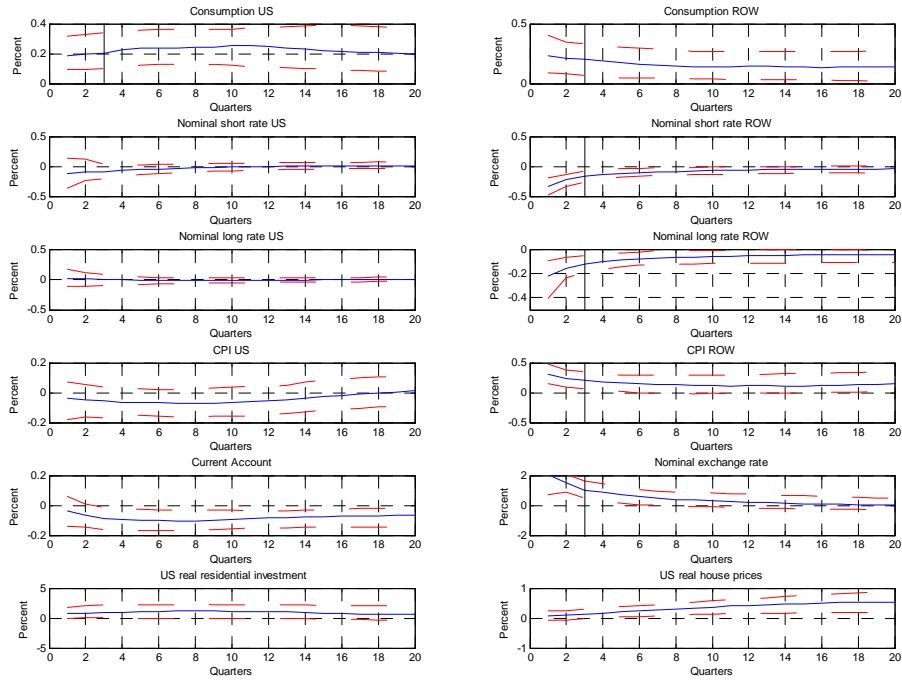 Consumption US
Percent
0.4
0.2
0
0 2 4 6 8 10 12 14 16 18 20
Quarters
Consumption ROW
Percent
0.5
0
0 2 4 6 8 10 12 14 16 18 20
Quarters
Nominal short rate US
Percent
0.5
0
-0.5
0 2 4 6 8 10 12 14 16 18 20
Quarters
Nominal short rate ROW
Percent
0.5
0
-0.5
0 2 4 6 8 10 12 14 16 18 20
Quarters
Nominal long rate US
Percent
0.5
0
-0.5
0 2 4 6 8 10 12 14 16 18 20
Quarters
Nominal long rate ROW
Percent
0
-0.2
-0.4
0 2 4 6 8 10 12 14 16 18 20
Quarters
CPI US
Percent
0.2
0
-0.2
0 2 4 6 8 10 12 14 16 18 20
Quarters
CPI ROW
Percent
0.5
0
-0.5
0 2 4 6 8 10 12 14 16 18 20
Quarters
Current Account
Percent
0.2
0
-0.2
0 2 4 6 8 10 12 14 16 18 20
Quarters
Nominal exchange rate
Percent
2
0
-2
0 2 4 6 8 10 12 14 16 18 20
Quarters
US real residential investment
Percent
5
0
-5
0 2 4 6 8 10 12 14 16 18 20
Quarters
US real house prices
Percent
1
0
-1
0 2 4 6 8 10 12 14 16 18 20
Quarters